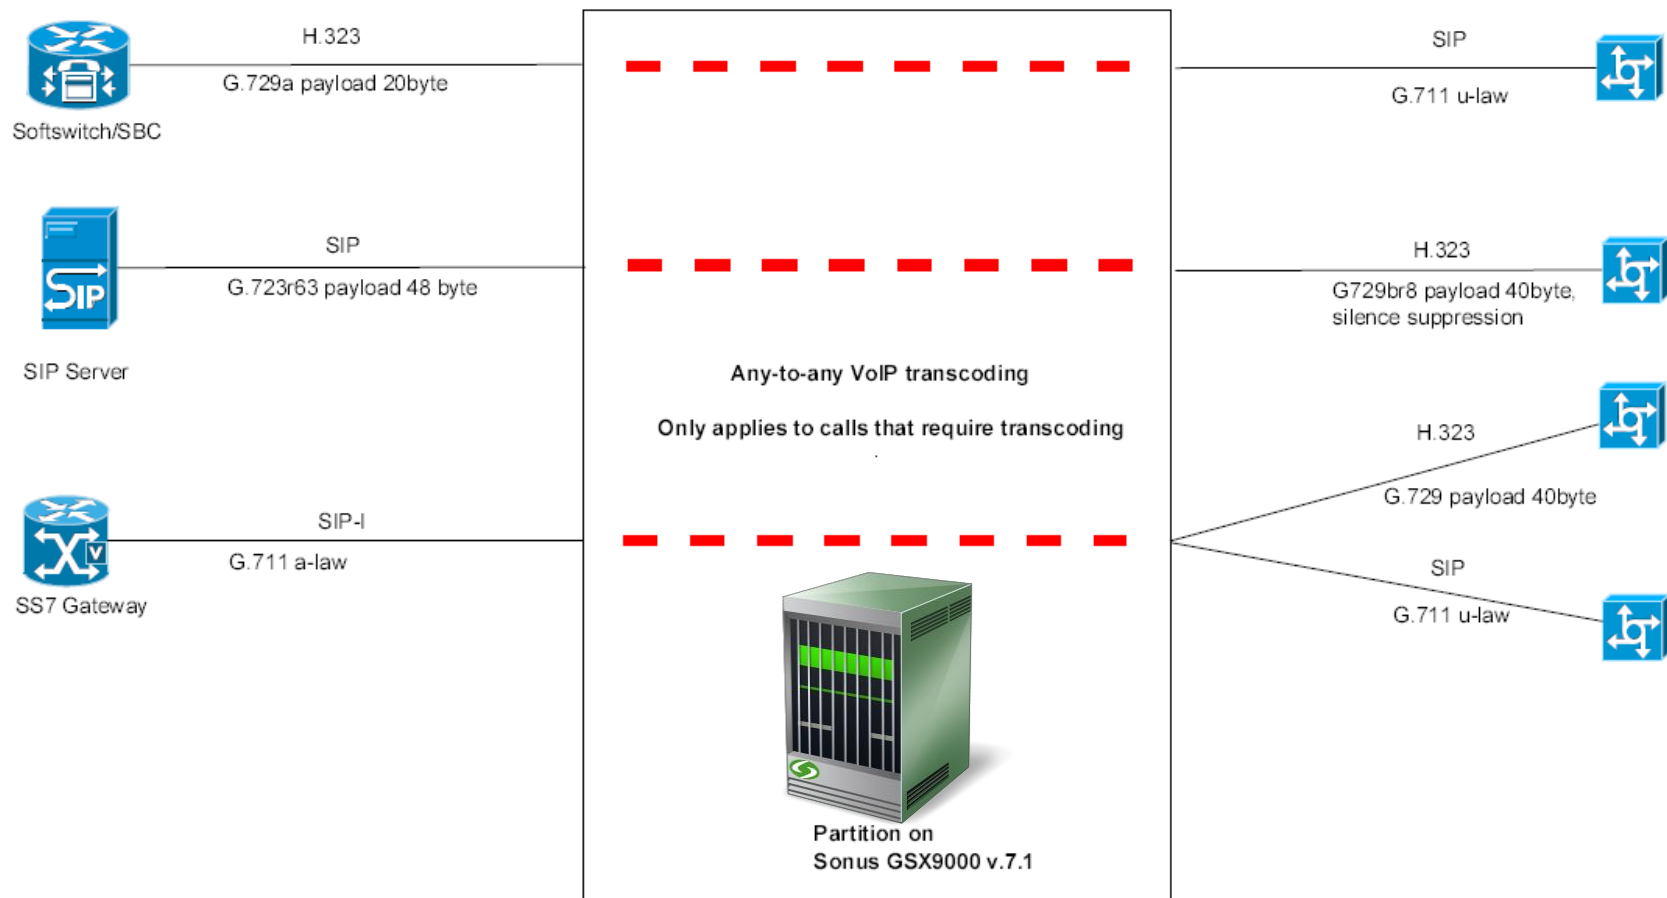 H.323
G.729a payload 20byte
Softswitch/SBC
SIP
G.711 u-law
SIP
G.723r63 payload 48 byte
SIP
SIP Server
H.323
G729br8 payload 40byte,
silence suppression
Any-to-any VoIP transcoding
Only applies to calls that require transcoding
.
SIP-I
G.711 a-law
V
SS7 Gateway
H.323
G.729 payload 40byte
SIP
G.711 u-law
Partition on
Sonus GSX9000 v.7.1